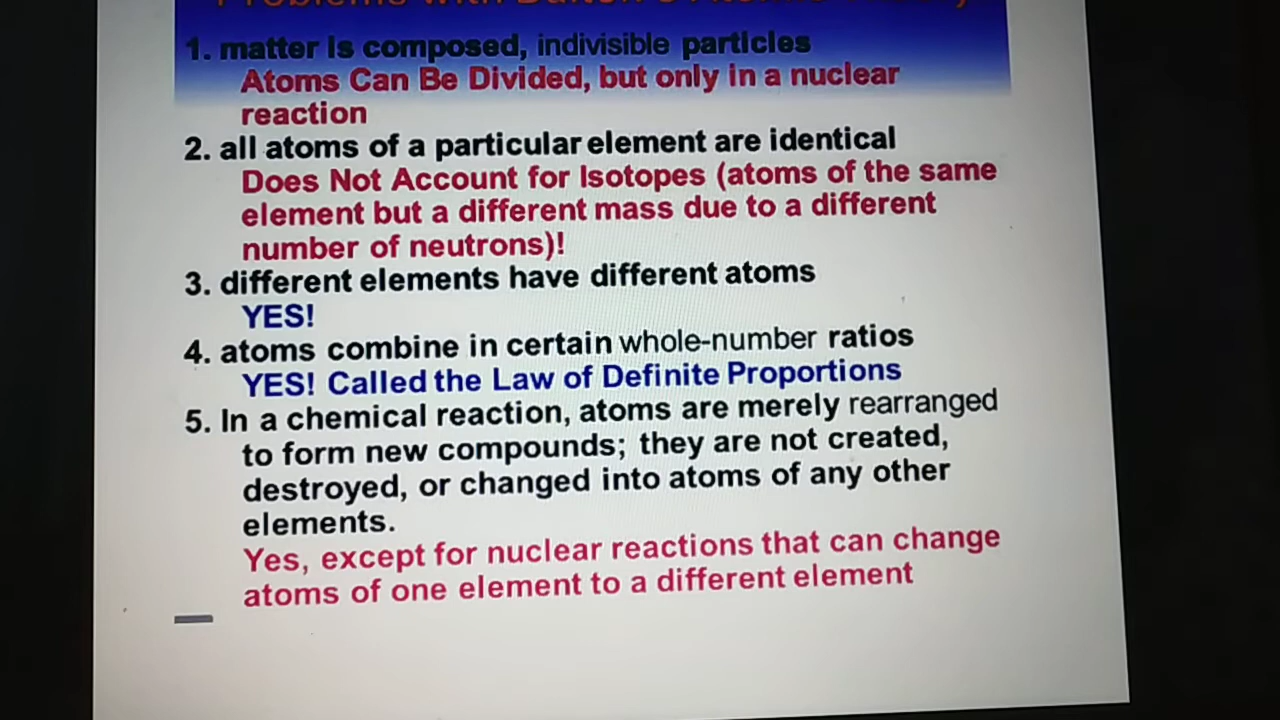 Problems with Dalton's Atomic Theory
1. matter is composed, indivisible particles
Atoms Can Be Divided, but only in a nuclear
reaction
2. all atoms of a particular element are identical
Does Not Account for Isotopes (atoms of the same
element but a different mass due to a different
number of neutrons)!
3. different elements have different atoms
YES!
4. atoms combine in certain whole-number ratios
YES! Called the Law of Definite Proportions
5. In a chemical reaction, atoms are merely rearranged
to form new compounds; they are not created,
destroyed, or changed into atoms of any other
elements.
Yes, except for nuclear reactions that can change
atoms of one element to a different element